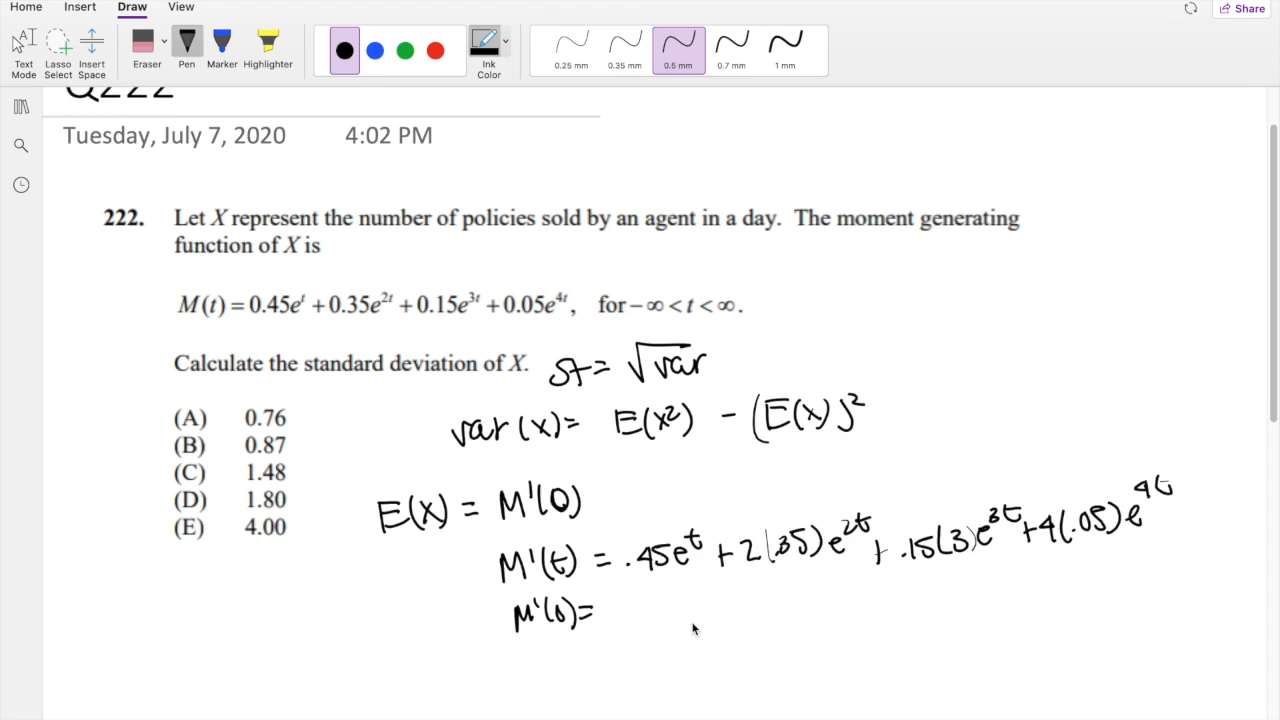 Home Insert Draw View Share
Text Mode Lasso Select Insert Space Eraser Pen Marker Highlighter Ink Color 0.25 mm 0.35 mm 0.5 mm 0.7 mm 1 mm
Q222
Tuesday, July 7, 2020 4:02 PM
222. Let X represent the number of policies sold by an agent in a day. The moment generating
function of X is
M(t) = 0.45e^t + 0.35e^{2t} + 0.15e^{3t} + 0.05e^{4t}, for −∞ < t < ∞.
Calculate the standard deviation of X. st = √var
(A) 0.76
var (x) = E(x²) - (E(x))²
(B) 0.87
(C) 1.48
(D) 1.80
E(x) = M'(0)
(E) 4.00
M'(t) = .45e^t + 2(.35)e^{2t} + .15(3)e^{3t} + 4(.05)e^{4t}
M'(0) =